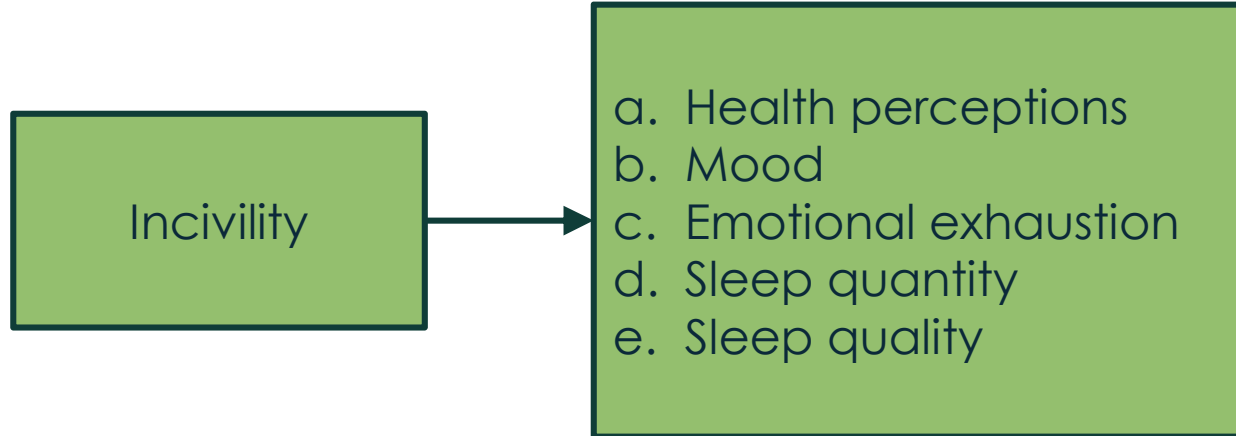 Incivility
a. Health perceptions
b. Mood
c. Emotional exhaustion
d. Sleep quantity
e. Sleep quality